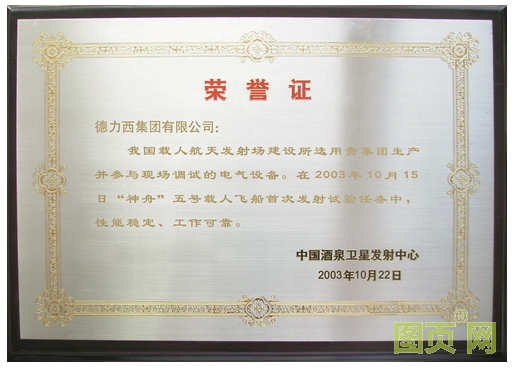 荣誉证
德力西集团有限公司：
我国载人航天发射场建设所选用贵集团生产
并参与现场调试的电气设备。在2003年10月15
日“神舟”五号载人飞船首次发射试验任务中，
性能稳定、工作可靠。
中国酒泉卫星发射中心
2003年10月22日
图页网